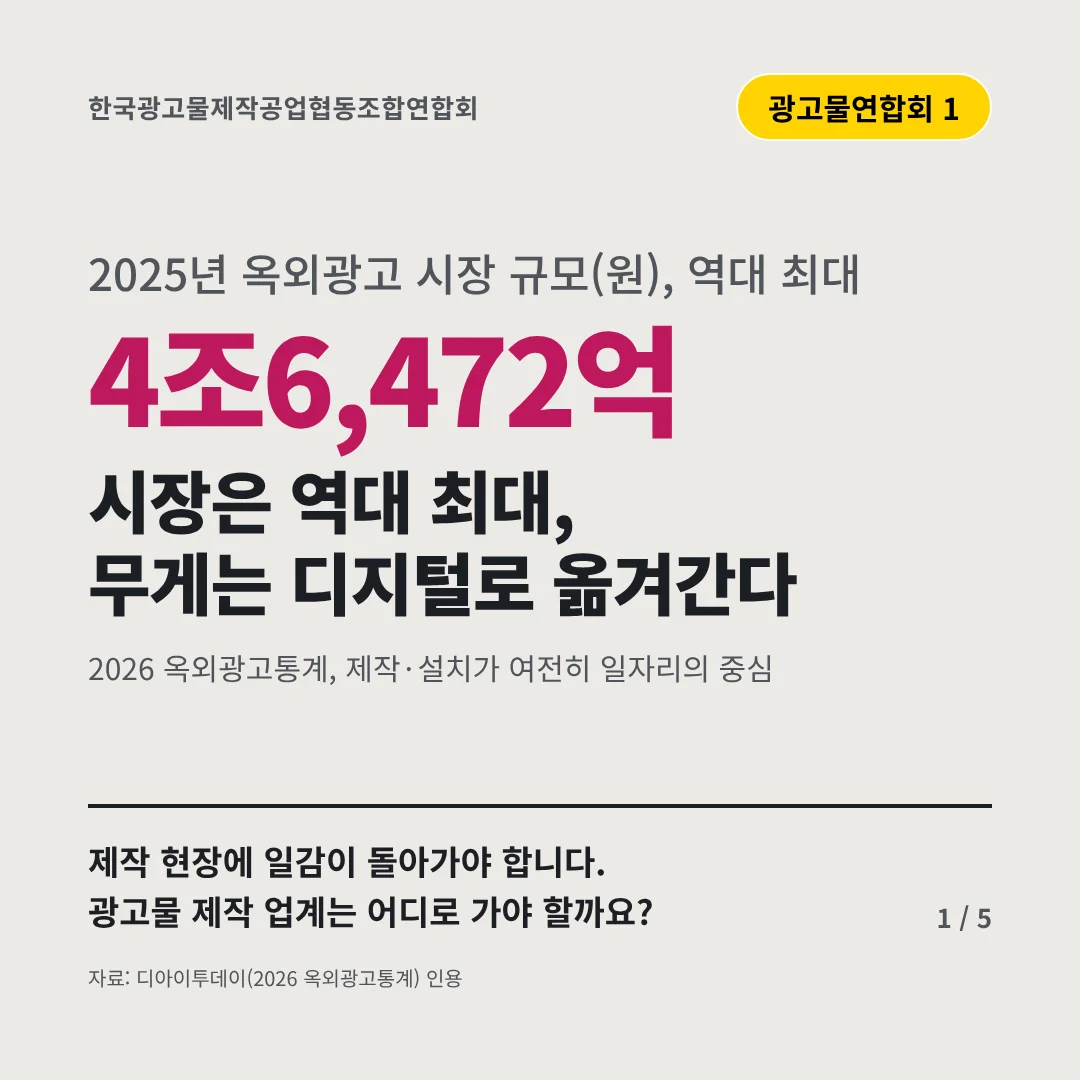 한국광고물제작공업협동조합연합회
광고물연합회 1
2025년 옥외광고 시장 규모(원), 역대 최대
4조6,472억
시장은 역대 최대,
무게는 디지털로 옮겨간다
2026 옥외광고통계, 제작·설치가 여전히 일자리의 중심
제작 현장에 일감이 돌아가야 합니다.
광고물 제작 업계는 어디로 가야 할까요?
1 / 5
자료: 디아이투데이(2026 옥외광고통계) 인용